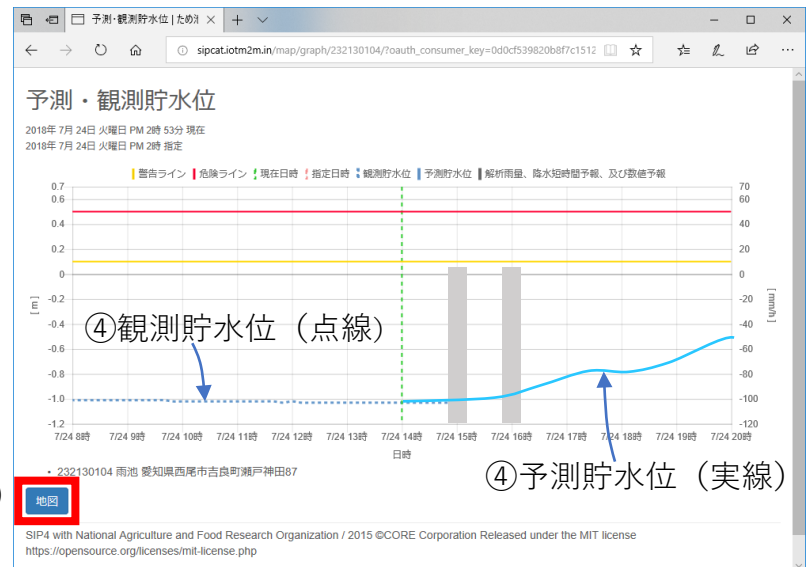 予測・観測貯水位 | ため
sipcat.iotm2m.in/map/graph/232130104/?oauth_consumer_key=0d0cf539820b8f7c1512
予測・観測貯水位
2018年 7月 24日 火曜日 PM 2時 53分 現在
2018年 7月 24日 火曜日 PM 2時 指定
警告ライン 危険ライン 現在日時 指定日時 観測貯水位 予測貯水位 解析雨量、降水短時間予報、及び数値予報
0.7 70
0.6 60
0.4 40
0.2 20
0 0
-0.2 -20
[ m ] [ mm/h ]
-0.4 -40
④観測貯水位（点線）
-0.6 -60
-0.8 -80
-1.0 -100
-1.2 -120
7/24 8時 7/24 9時 7/24 10時 7/24 11時 7/24 12時 7/24 13時 7/24 14時 7/24 15時 7/24 16時 7/24 17時 7/24 18時 7/24 19時 7/24 20時
日時
④予測貯水位（実線）
• 232130104 雨池 愛知県西尾市吉良町瀬戸神田87
地図
SIP4 with National Agriculture and Food Research Organization / 2015 ©CORE Corporation Released under the MIT license
https://opensource.org/licenses/mit-license.php